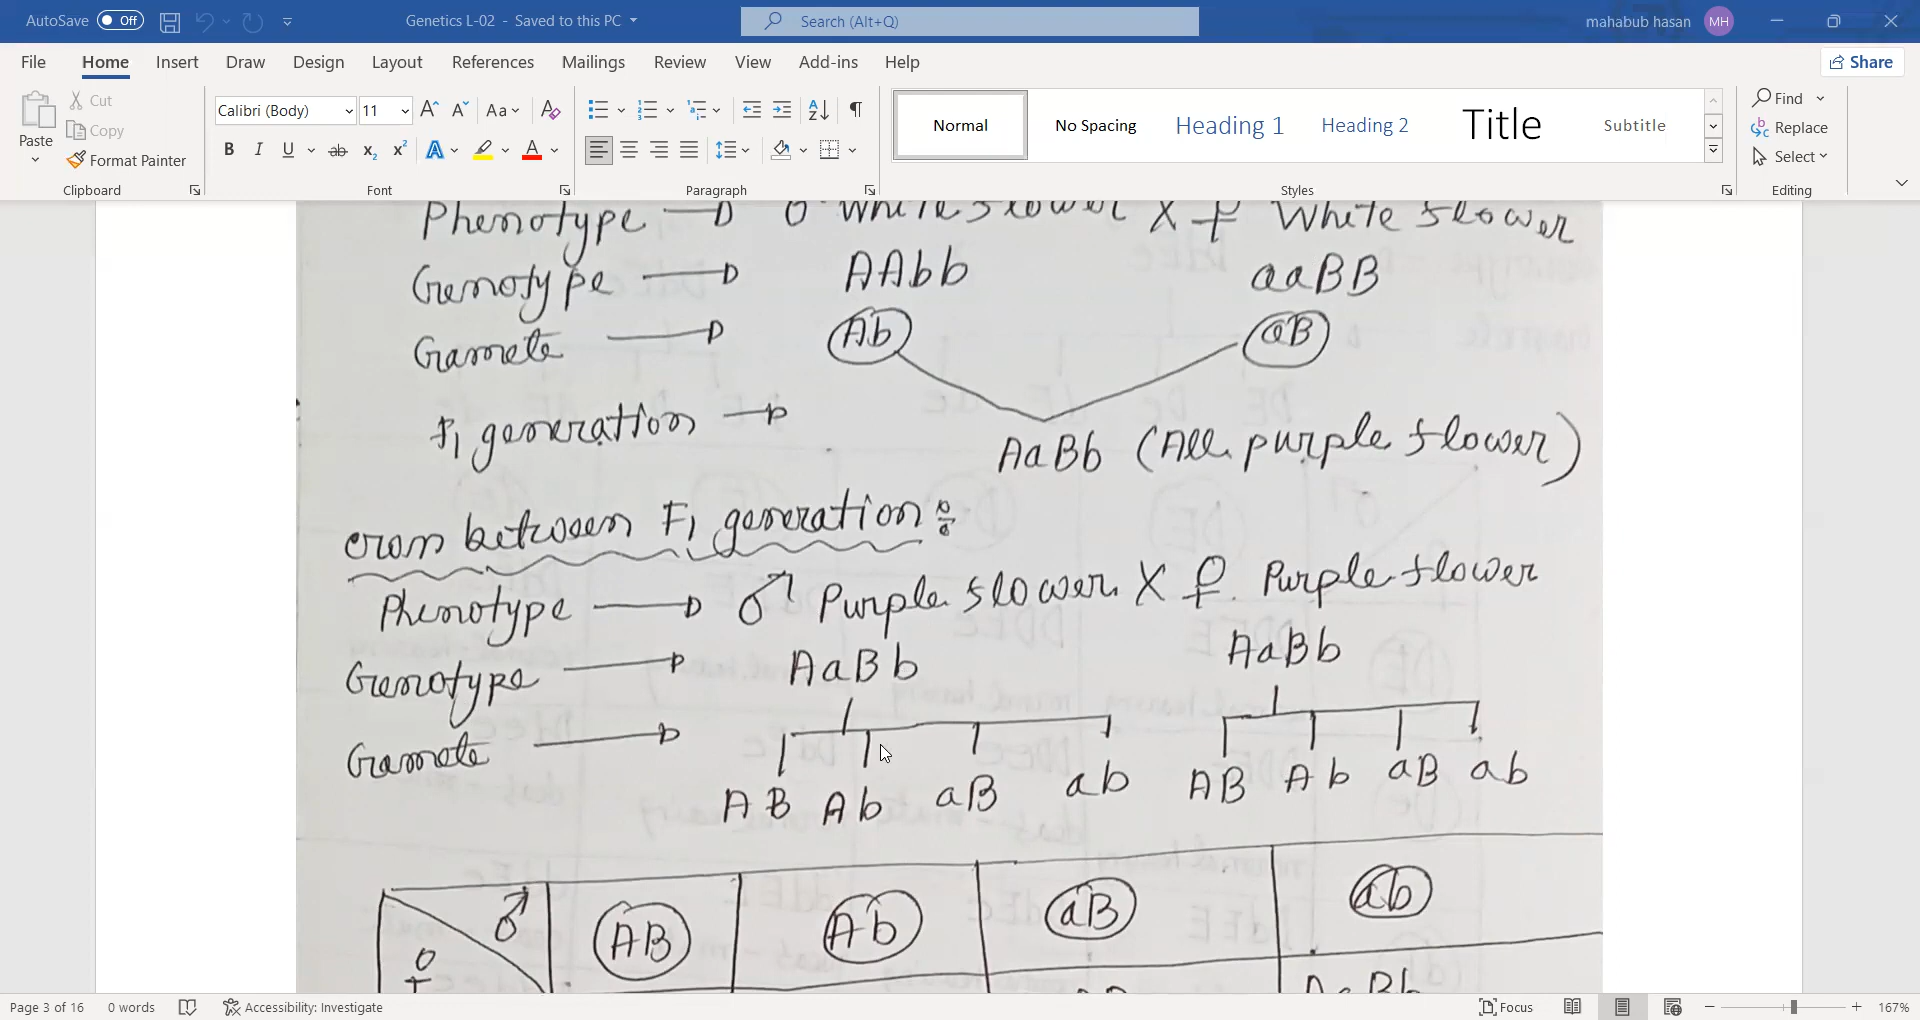 AutoSave Off Genetics L-02 - Saved to this PC Search (Alt+Q) mahabub hasan MH
File Home Insert Draw Design Layout References Mailings Review View Add-ins Help Share
Cut
Copy
Paste
Format Painter
Clipboard
Calibri (Body) 11
Font
Paragraph
Normal No Spacing Heading 1 Heading 2 Title Subtitle
Styles
Find
Replace
Select
Editing
Phenotype → ♂ White flower X ♀ White flower
Genotype → AAbb aaBB
Gamete → Ab aB
F1 generation →
AaBb (All purple flower)
cross between F1 generation:
Phenotype → ♂ Purple flower X ♀ Purple flower
Genotype → AaBb AaBb
Gamete →
AB Ab aB ab AB Ab aB ab
♂ AB Ab aB ab
♀
AaBb
Page 3 of 16 0 words Accessibility: Investigate Focus 167%